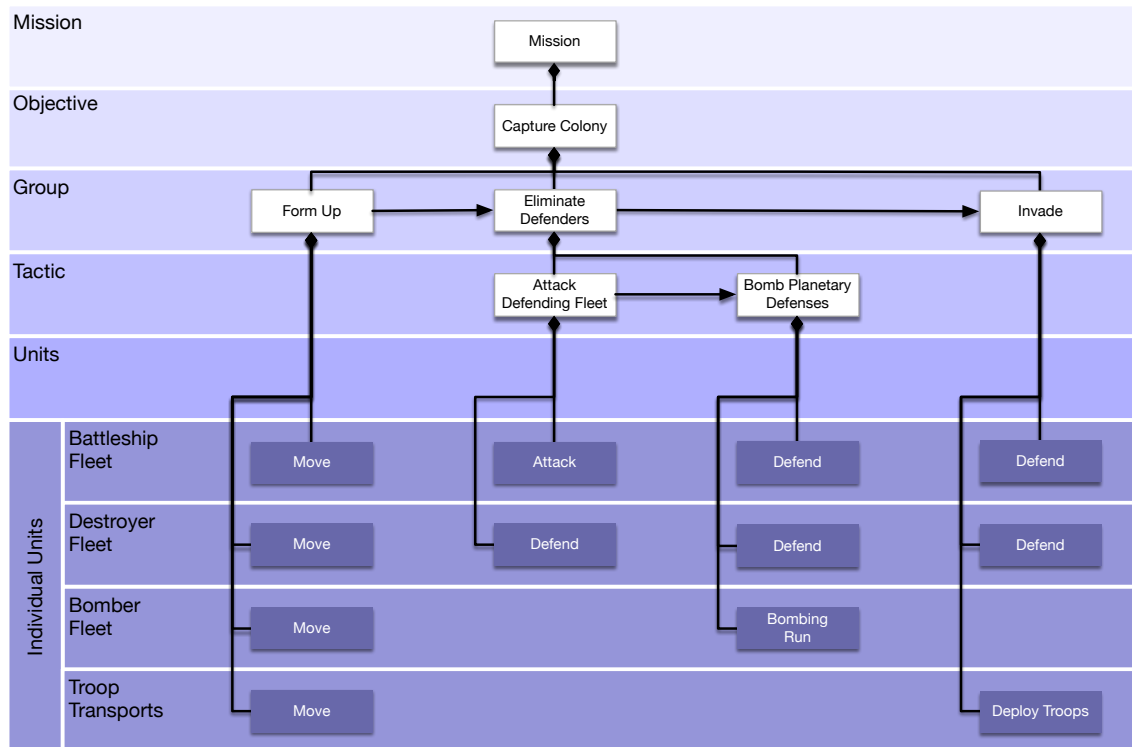 Mission
Mission
Objective
Capture Colony
Group
Form Up
Eliminate
Defenders
Invade
Tactic
Attack
Defending Fleet
Bomb Planetary
Defenses
Units
Individual Units
Battleship
Fleet
Move
Attack
Defend
Defend
Destroyer
Fleet
Move
Defend
Defend
Defend
Bomber
Fleet
Move
Bombing
Run
Troop
Transports
Move
Deploy Troops